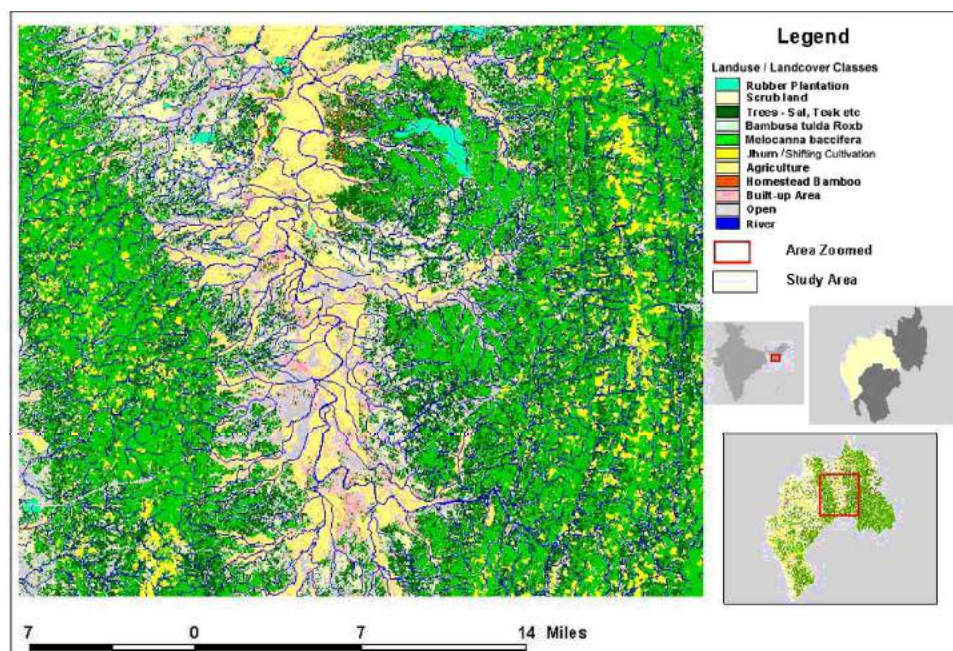 Legend
Landuse / Landcover Classes
Rubber Plantation
Scrub land
Trees - Sal, Teak etc
Bambusa tulda Roxb
Melocanna baccifera
Jhum / Shifting Cultivation
Agriculture
Homestead Bamboo
Built-up Area
Open
River
Area Zoomed
Study Area
7 0 7 14 Miles